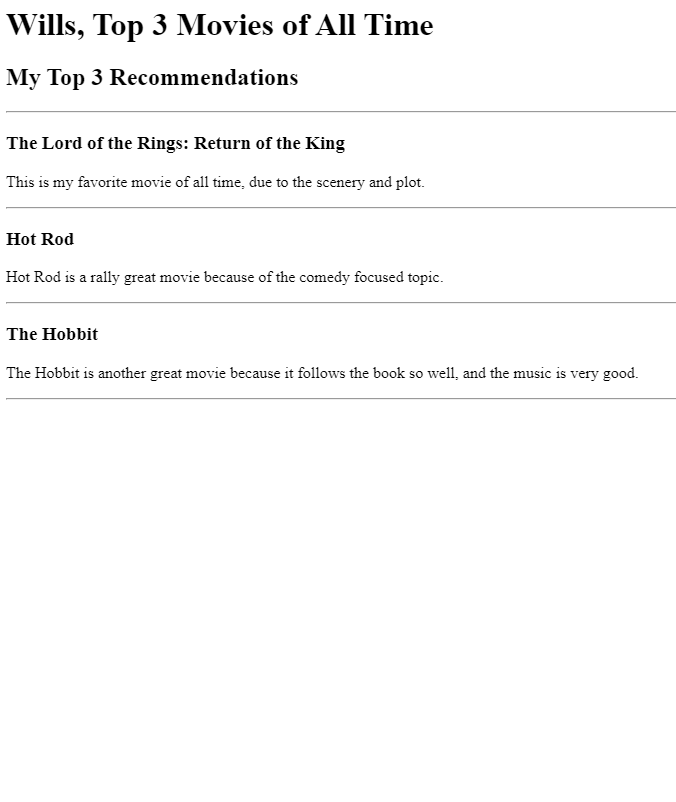 Wills, Top 3 Movies of All Time
My Top 3 Recommendations
The Lord of the Rings: Return of the King
This is my favorite movie of all time, due to the scenery and plot.
Hot Rod
Hot Rod is a rally great movie because of the comedy focused topic.
The Hobbit
The Hobbit is another great movie because it follows the book so well, and the music is very good.